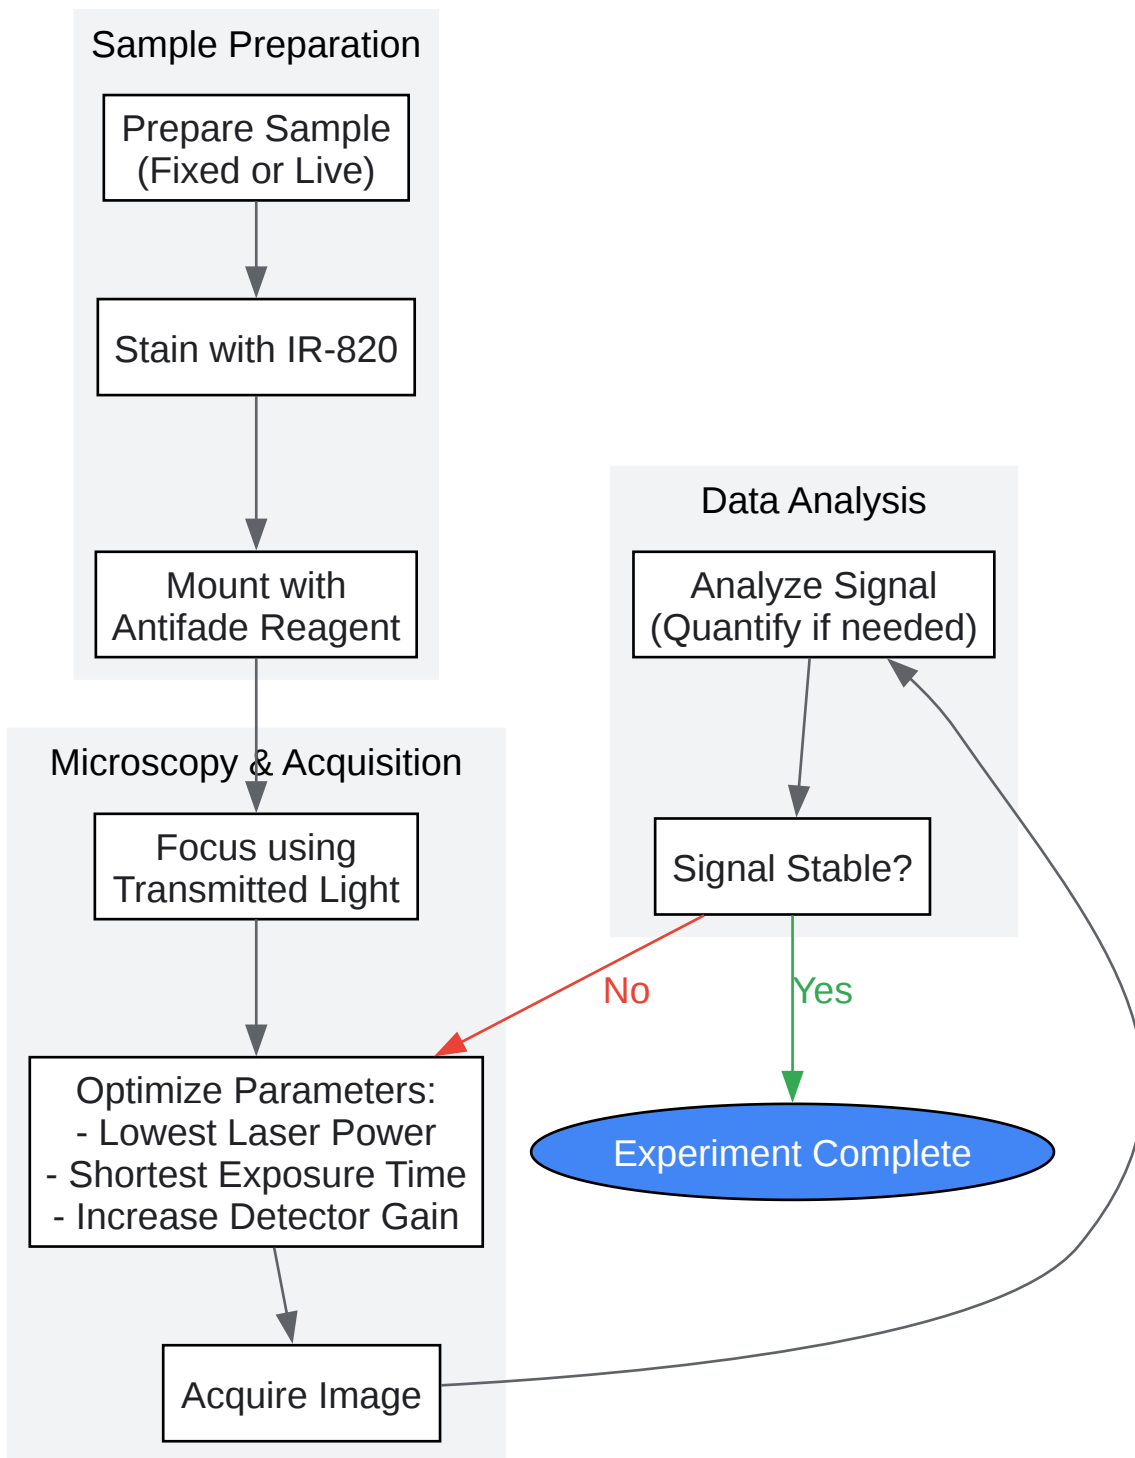 Sample Preparation
Prepare Sample
(Fixed or Live)
Stain with IR-820
Mount with
Antifade Reagent
Microscopy & Acquisition
Focus using
Transmitted Light
Optimize Parameters:
- Lowest Laser Power
- Shortest Exposure Time
- Increase Detector Gain
Acquire Image
Data Analysis
Analyze Signal
(Quantify if needed)
Signal Stable?
No
Yes
Experiment Complete